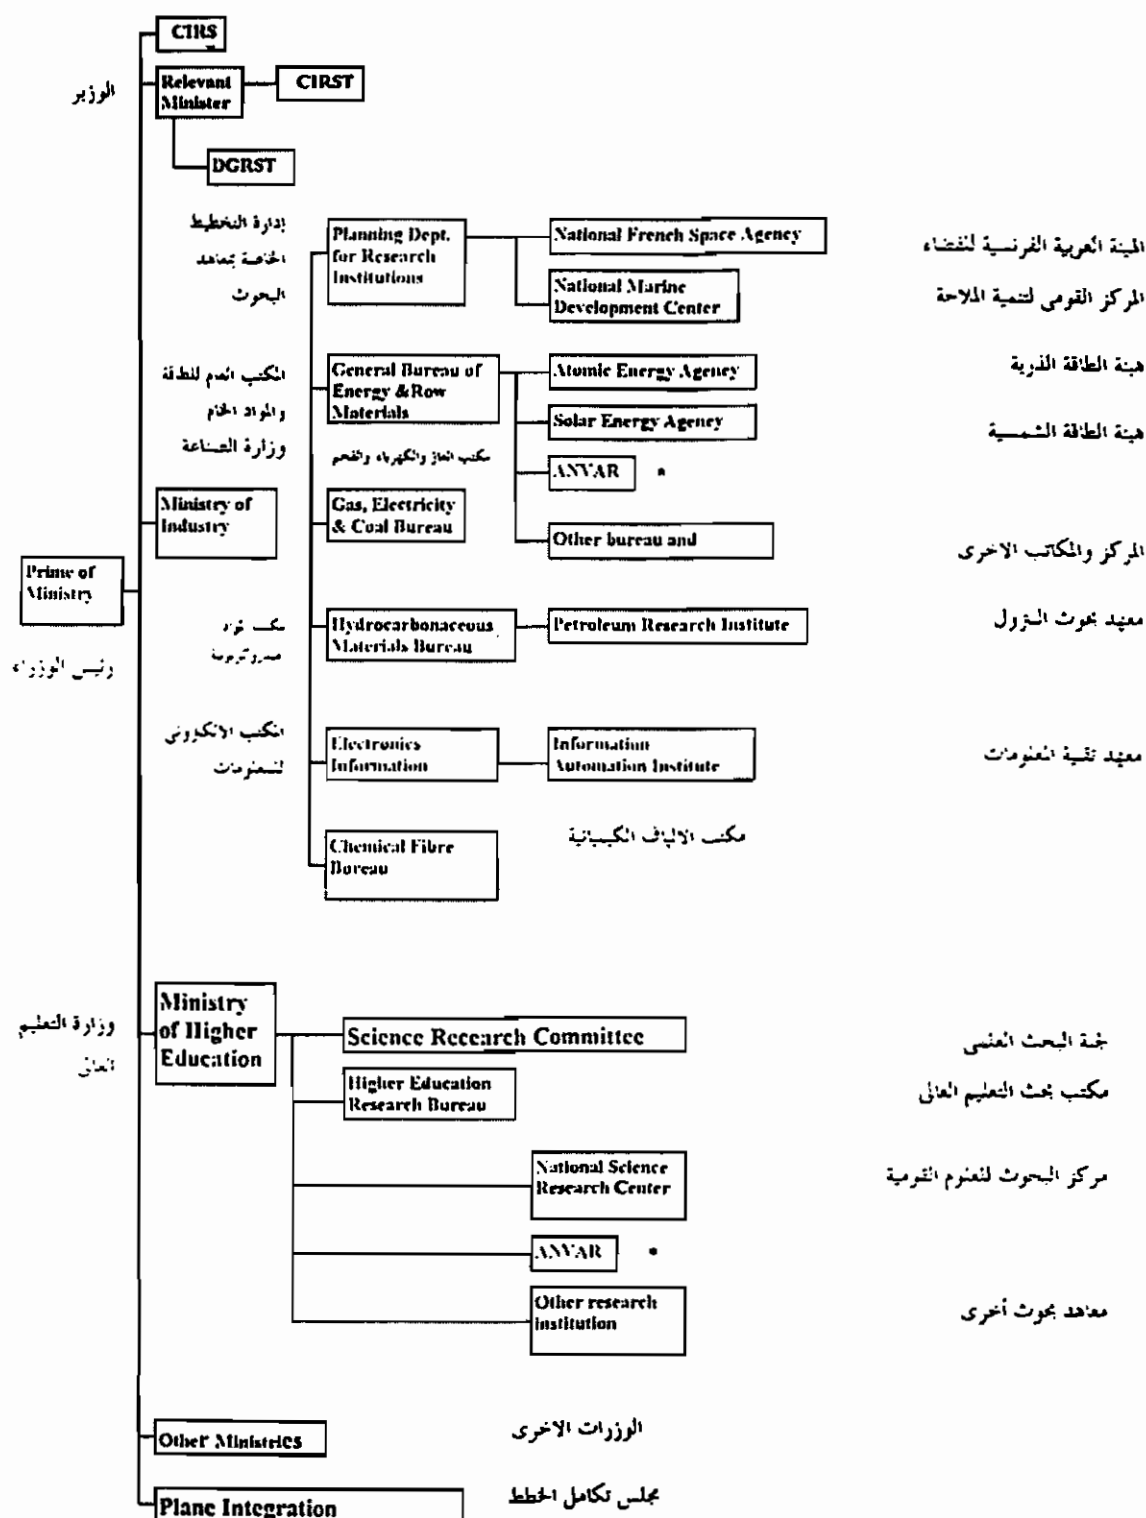 CIRS
Relevant
Minister
CIRST
الوزير
DGRST
إدارة التخطيط
الخاصة بمعاهد
البحوث
Planning Dept.
for Research
Institutions
National French Space Agency
الهيئة العربية الفرنسية للفضاء
National Marine
Development Center
المركز القومى لتنمية الملاحة
المكتب العام للطاقة
والمواد الخام
General Bureau of
Energy &Row
Materials
Atomic Energy Agency
هيئة الطاقة الذرية
Solar Energy Agency
هيئة الطاقة الشمسية
وزارة الصناعة
Ministry of
Industry
مكتب الغاز والكهرباء والفحم
Gas, Electricity
& Coal Bureau
ANVAR *
Other bureau and
المركز والمكاتب الاخرى
Prime of
Ministry
رئيس الوزراء
مكتب
Hydrocarbonaceous
Materials Bureau
Petroleum Research Institute
معهد بحوث البترول
المكتب الالكترونى
للمعلومات
Electronics
Information
Information
Automation Institute
معهد تقنية المعلومات
Chemical Fibre
Bureau
مكتب الالياف الكيميائية
وزارة التعليم
العالى
Ministry
of Higher
Education
Science Research Committee
لجنة البحث العلمى
Higher Education
Research Bureau
مكتب بحث التعليم العالى
National Science
Research Center
مركز البحوث للعلوم القومية
ANVAR *
Other research
institution
معاهد بحوث أخرى
Other Ministries
الوزرات الاخرى
Plane Integration
مجلس تكامل الخطط